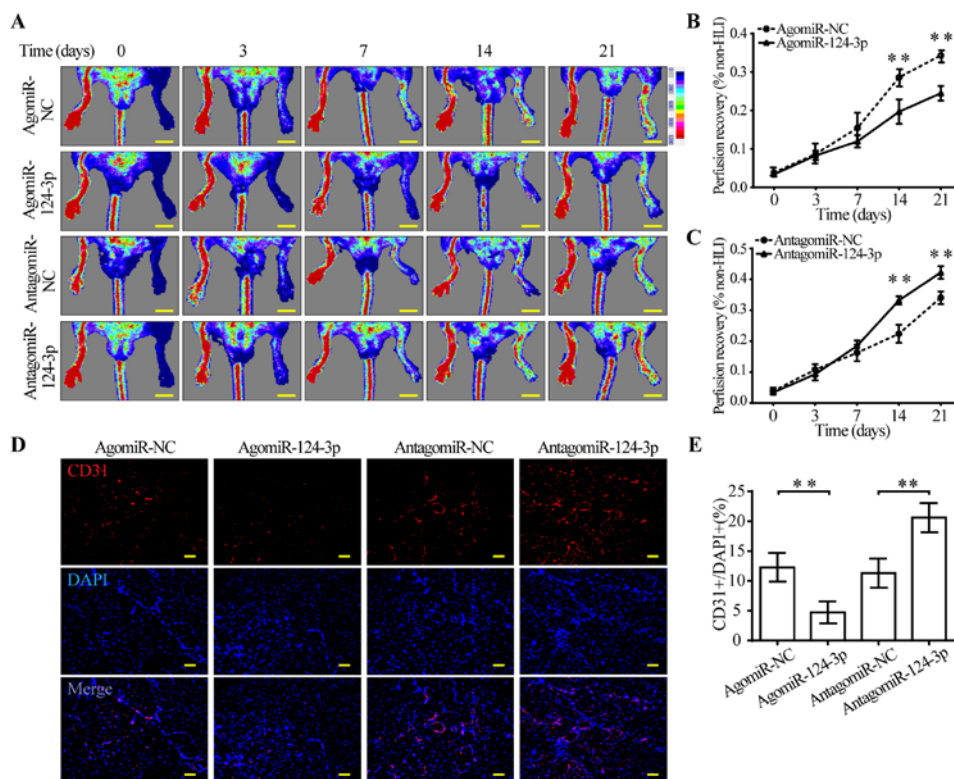 A
Time (days) 0 3 7 14 21
AgomiR-
NC
AgomiR-
124-3p
AntagomiR-
NC
AntagomiR-
124-3p
B
AgomiR-NC
AgomiR-124-3p
Perfusion recovery (% non-HLI)
0.4
0.3
0.2
0.1
0.0
**
**
0 3 7 14 21
Time (days)
C
AntagomiR-NC
AntagomiR-124-3p
Perfusion recovery (% non-HLI)
0.5
0.4
0.3
0.2
0.1
0.0
**
**
0 3 7 14 21
Time (days)
D
AgomiR-NC AgomiR-124-3p AntagomiR-NC AntagomiR-124-3p
CD31
DAPI
Merge
E
CD31+/DAPI+(%)
25
20
15
10
5
0
** **
AgomiR-NC
AgomiR-124-3p
AntagomiR-NC
AntagomiR-124-3p